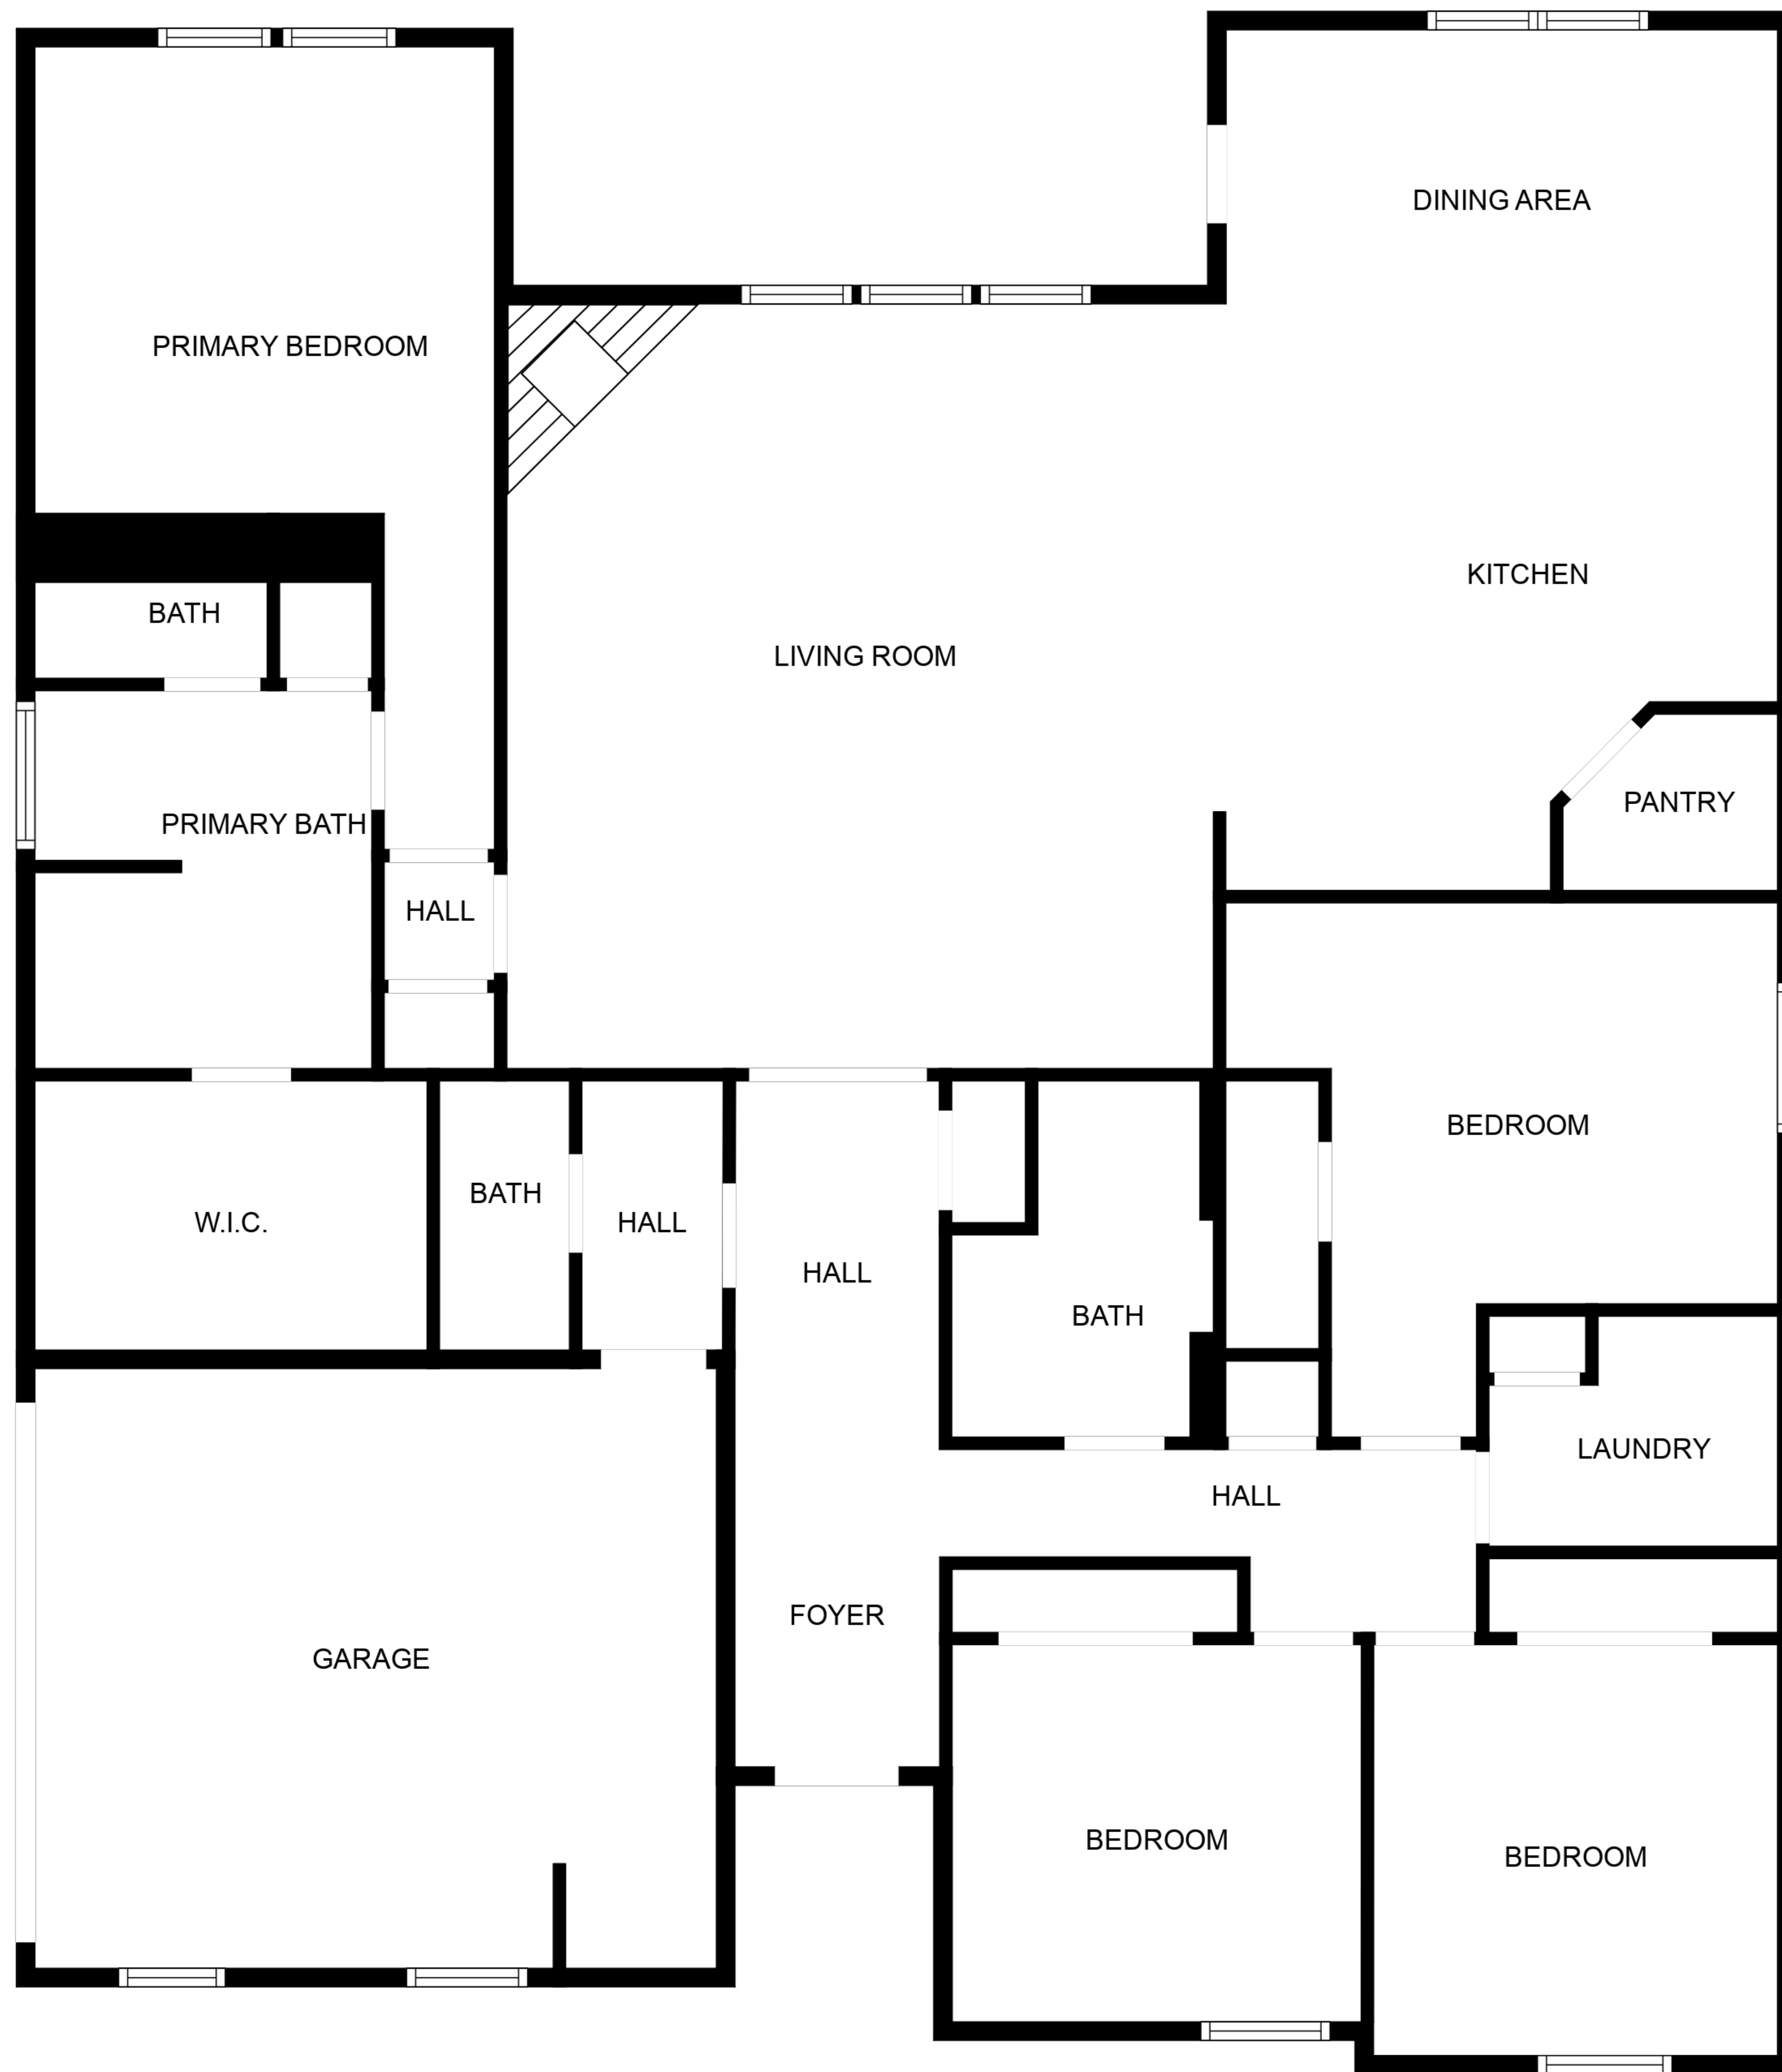 DINING AREA
PRIMARY BEDROOM
KITCHEN
BATH
LIVING ROOM
PANTRY
PRIMARY BATH
HALL
BEDROOM
BATH
W.I.C.
HALL
HALL
BATH
LAUNDRY
HALL
FOYER
GARAGE
BEDROOM
BEDROOM